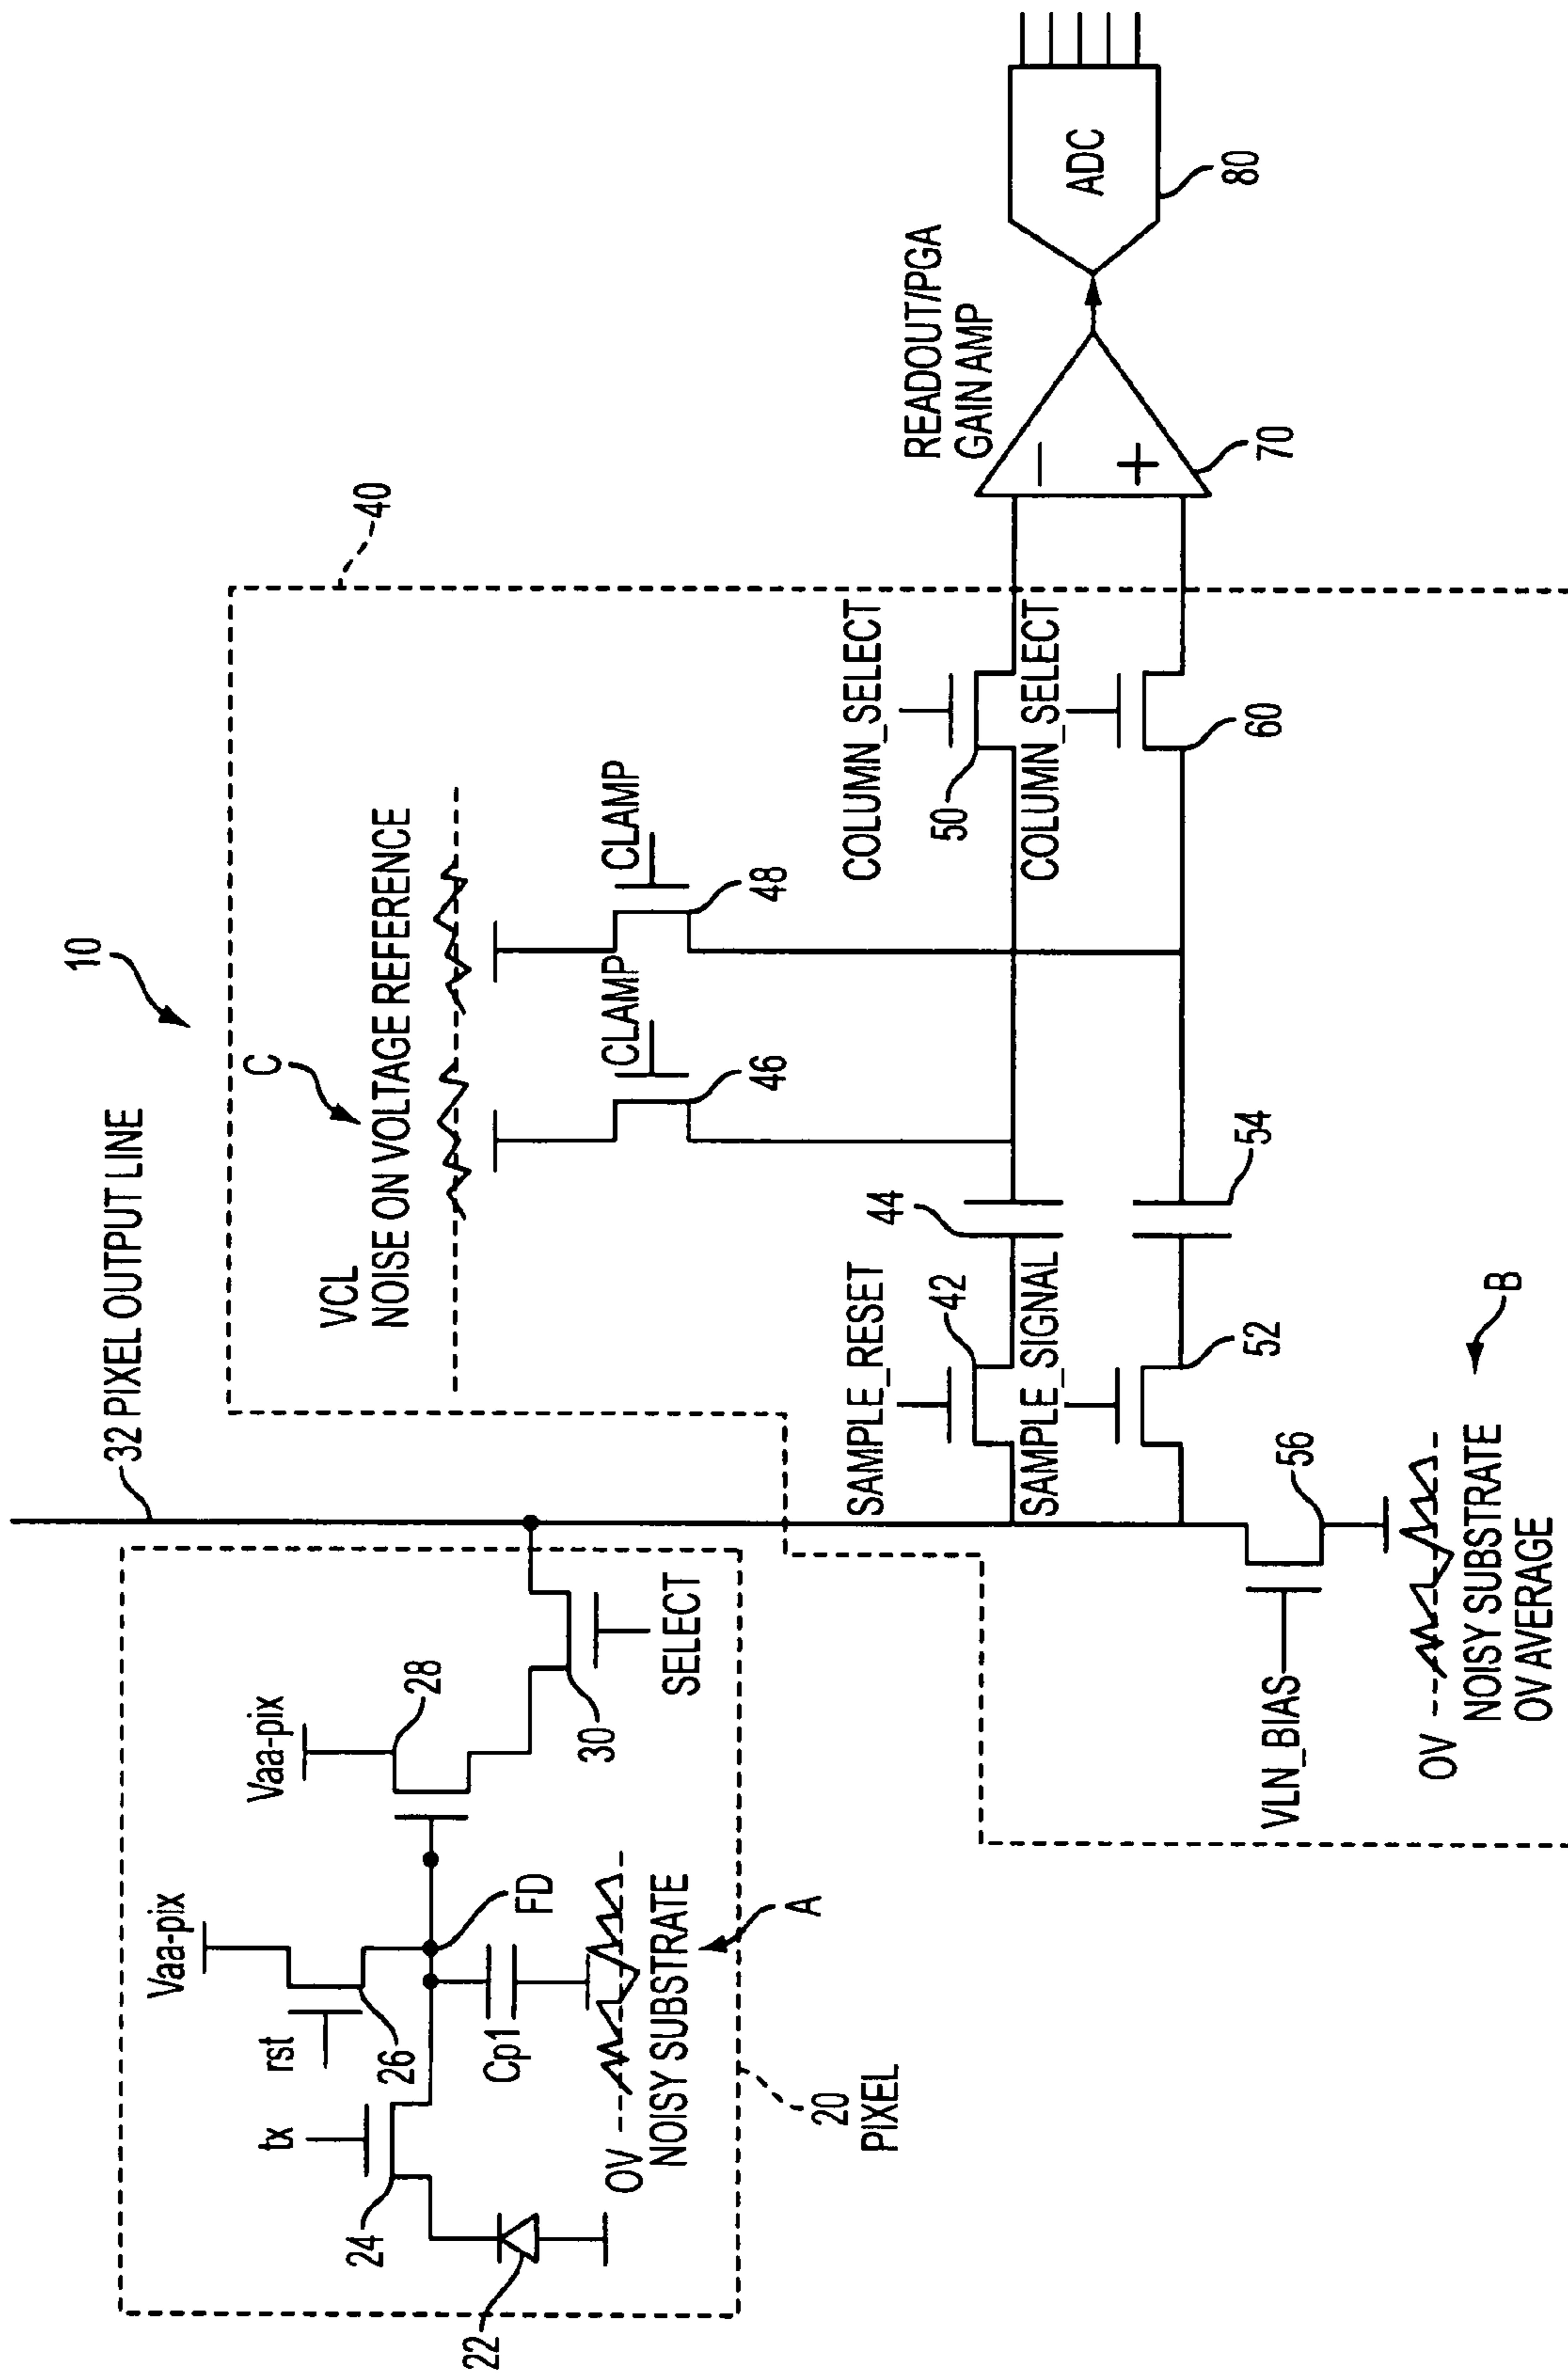 10
32 PIXEL OUTPUT LINE
40
C
VCL
NOISE ON VOLTAGE REFERENCE
Vaa-pix
rst
26
tx
24
22
FD
Cp1
OV
NOISY SUBSTRATE
A
20
PIXEL
Vaa-pix
28
30
SELECT
CLAMP
46
CLAMP
48
SAMPLE_RESET
42
44
SAMPLE_SIGNAL
52
54
COLUMN_SELECT
50
COLUMN_SELECT
60
READOUT/PGA
GAIN AMP
−
+
70
ADC
80
VLN_BIAS
56
OV
NOISY SUBSTRATE
OV AVERAGE
B